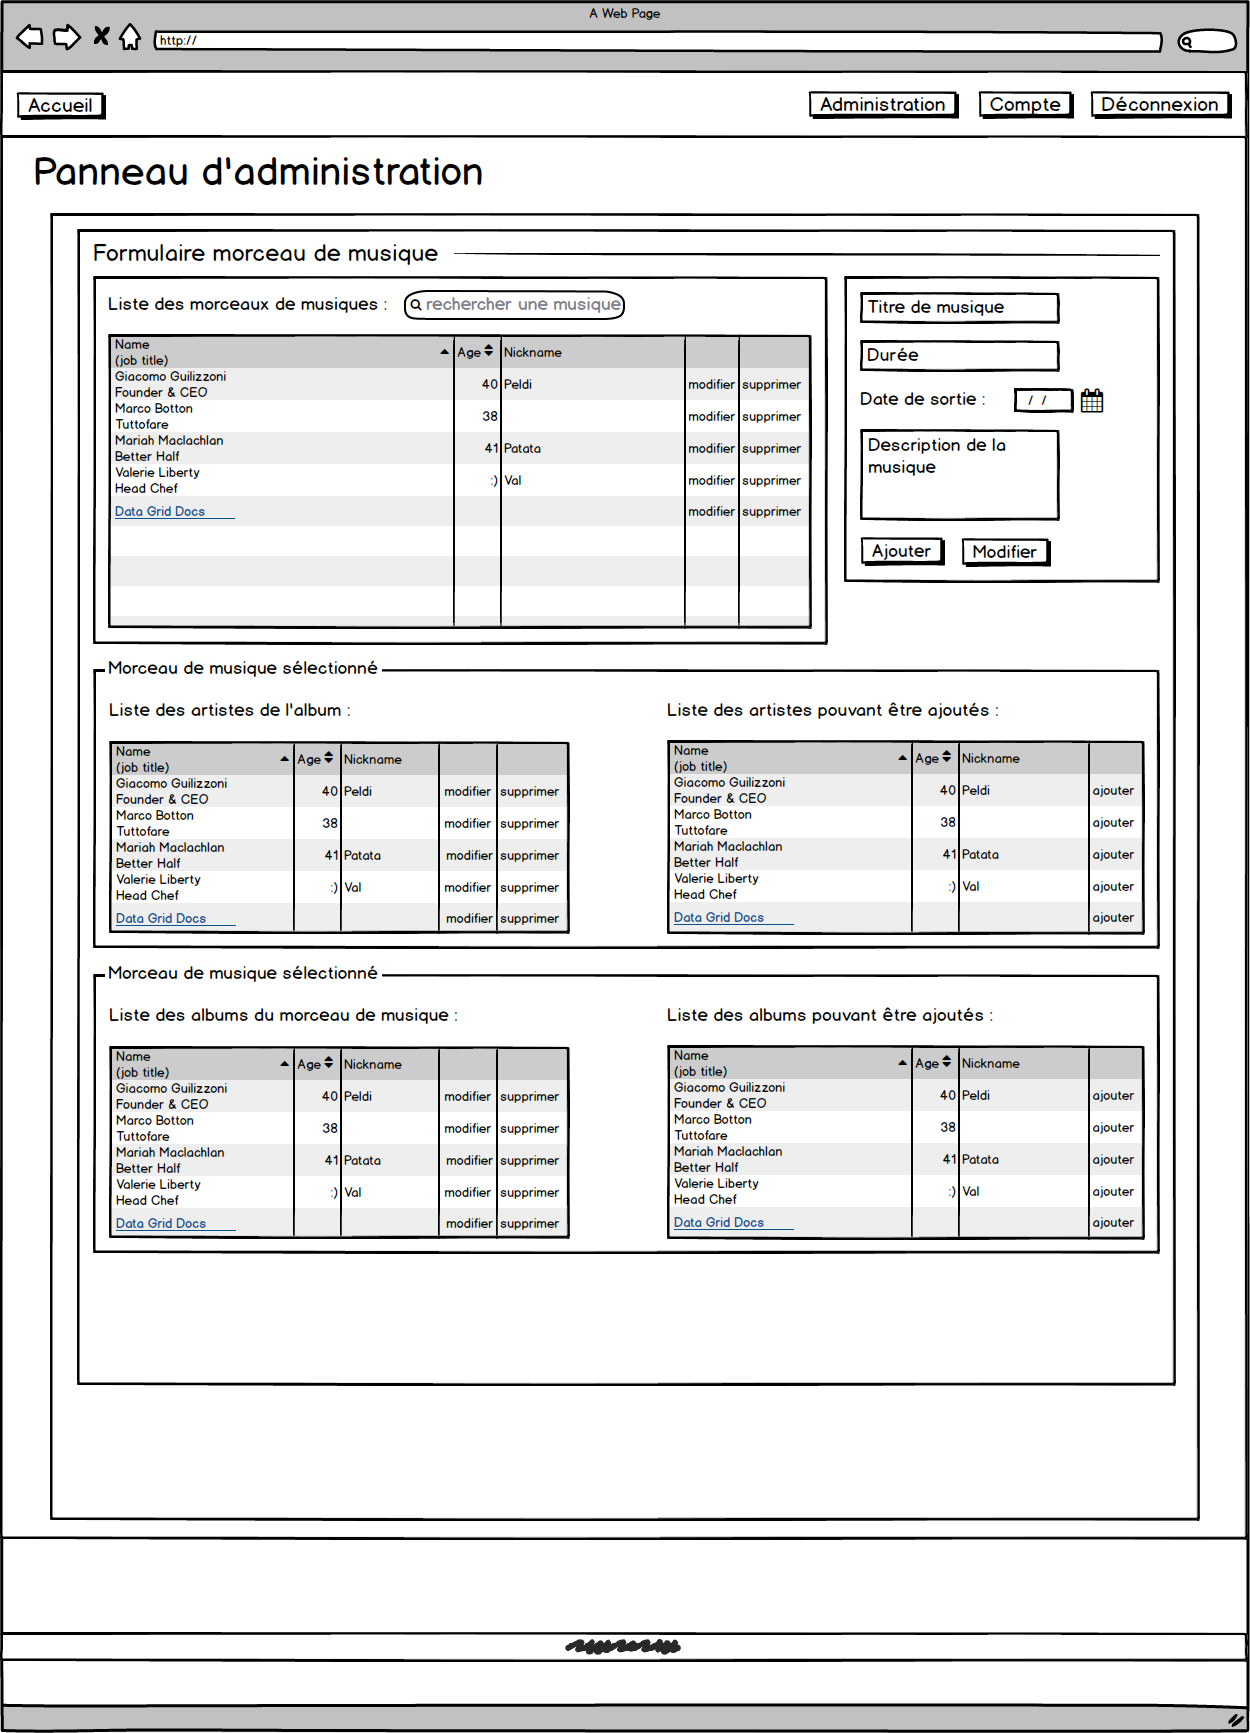 A Web Page
http://
Accueil
Administration
Compte
Déconnexion
Panneau d'administration
Formulaire morceau de musique
Liste des morceaux de musiques : rechercher une musique
Name
(job title) Age Nickname
Giacomo Guilizzoni
Founder & CEO 40 Peldi modifier supprimer
Marco Botton
Tuttofare 38 modifier supprimer
Mariah Maclachlan
Better Half 41 Patata modifier supprimer
Valerie Liberty
Head Chef :) Val modifier supprimer
Data Grid Docs modifier supprimer
Titre de musique
Durée
Date de sortie : / /
Description de la
musique
Ajouter
Modifier
Morceau de musique sélectionné
Liste des artistes de l'album :
Name
(job title) Age Nickname
Giacomo Guilizzoni
Founder & CEO 40 Peldi modifier supprimer
Marco Botton
Tuttofare 38 modifier supprimer
Mariah Maclachlan
Better Half 41 Patata modifier supprimer
Valerie Liberty
Head Chef :) Val modifier supprimer
Data Grid Docs modifier supprimer
Liste des artistes pouvant être ajoutés :
Name
(job title) Age Nickname
Giacomo Guilizzoni
Founder & CEO 40 Peldi ajouter
Marco Botton
Tuttofare 38 ajouter
Mariah Maclachlan
Better Half 41 Patata ajouter
Valerie Liberty
Head Chef :) Val ajouter
Data Grid Docs ajouter
Morceau de musique sélectionné
Liste des albums du morceau de musique :
Name
(job title) Age Nickname
Giacomo Guilizzoni
Founder & CEO 40 Peldi modifier supprimer
Marco Botton
Tuttofare 38 modifier supprimer
Mariah Maclachlan
Better Half 41 Patata modifier supprimer
Valerie Liberty
Head Chef :) Val modifier supprimer
Data Grid Docs modifier supprimer
Liste des albums pouvant être ajoutés :
Name
(job title) Age Nickname
Giacomo Guilizzoni
Founder & CEO 40 Peldi ajouter
Marco Botton
Tuttofare 38 ajouter
Mariah Maclachlan
Better Half 41 Patata ajouter
Valerie Liberty
Head Chef :) Val ajouter
Data Grid Docs ajouter